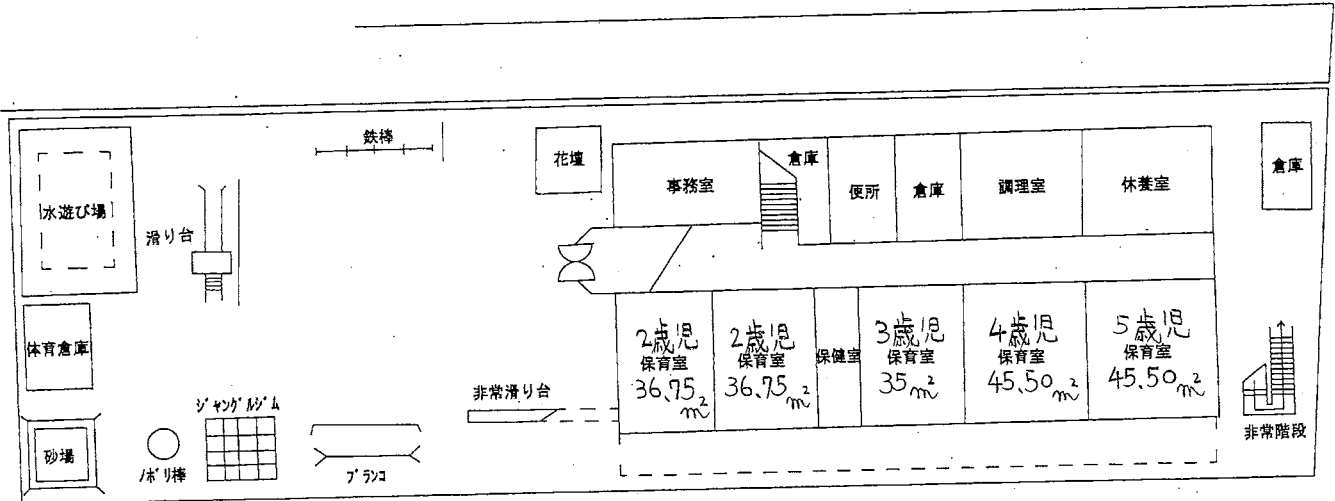 鉄棒
花壇
事務室
倉庫
便所
倉庫
調理室
休養室
倉庫
水遊び場
滑り台
体育倉庫
2歳児
保育室
36.75m²
2歳児
保育室
36.75m²
保健室
3歳児
保育室
35m²
4歳児
保育室
45.50m²
5歳児
保育室
45.50m²
非常滑り台
非常階段
ジャングルジム
砂場
ノボリ棒
ブランコ